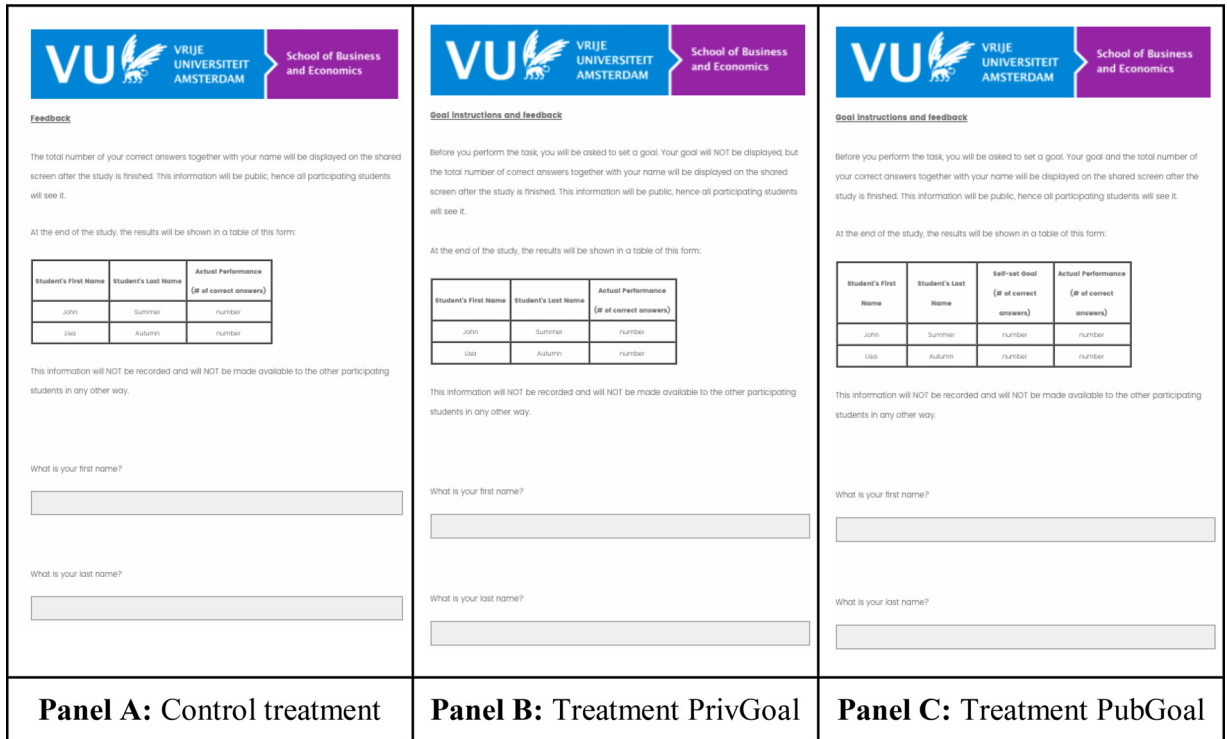 VU VRIJE
UNIVERSITEIT
AMSTERDAM
School of Business
and Economics
Feedback
The total number of your correct answers together with your name will be displayed on the shared
screen after the study is finished. This information will be public, hence all participating students
will see it.
At the end of the study, the results will be shown in a table of this form:
Student's First Name Student's Last Name Actual Performance
(# of correct answers)
John Summer number
Lisa Autumn number
This information will NOT be recorded and will NOT be made available to the other participating
students in any other way.
What is your first name?
What is your last name?
Panel A: Control treatment
VU VRIJE
UNIVERSITEIT
AMSTERDAM
School of Business
and Economics
Goal instructions and feedback
Before you perform the task, you will be asked to set a goal. Your goal will NOT be displayed, but
the total number of correct answers together with your name will be displayed on the shared
screen after the study is finished. This information will be public, hence all participating students
will see it.
At the end of the study, the results will be shown in a table of this form:
Student's First Name Student's Last Name Actual Performance
(# of correct answers)
John Summer number
Lisa Autumn number
This information will NOT be recorded and will NOT be made available to the other participating
students in any other way.
What is your first name?
What is your last name?
Panel B: Treatment PrivGoal
VU VRIJE
UNIVERSITEIT
AMSTERDAM
School of Business
and Economics
Goal instructions and feedback
Before you perform the task, you will be asked to set a goal. Your goal and the total number of
your correct answers together with your name will be displayed on the shared screen after the
study is finished. This information will be public, hence all participating students will see it.
At the end of the study, the results will be shown in a table of this form:
Student's First
Name
Student's Last
Name
Self-set Goal
(# of correct
answers)
Actual Performance
(# of correct
answers)
John Summer number number
Lisa Autumn number number
This information will NOT be recorded and will NOT be made available to the other participating
students in any other way.
What is your first name?
What is your last name?
Panel C: Treatment PubGoal